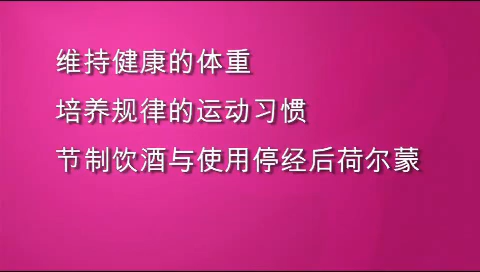 维持健康的体重
培养规律的运动习惯
节制饮酒与使用停经后荷尔蒙